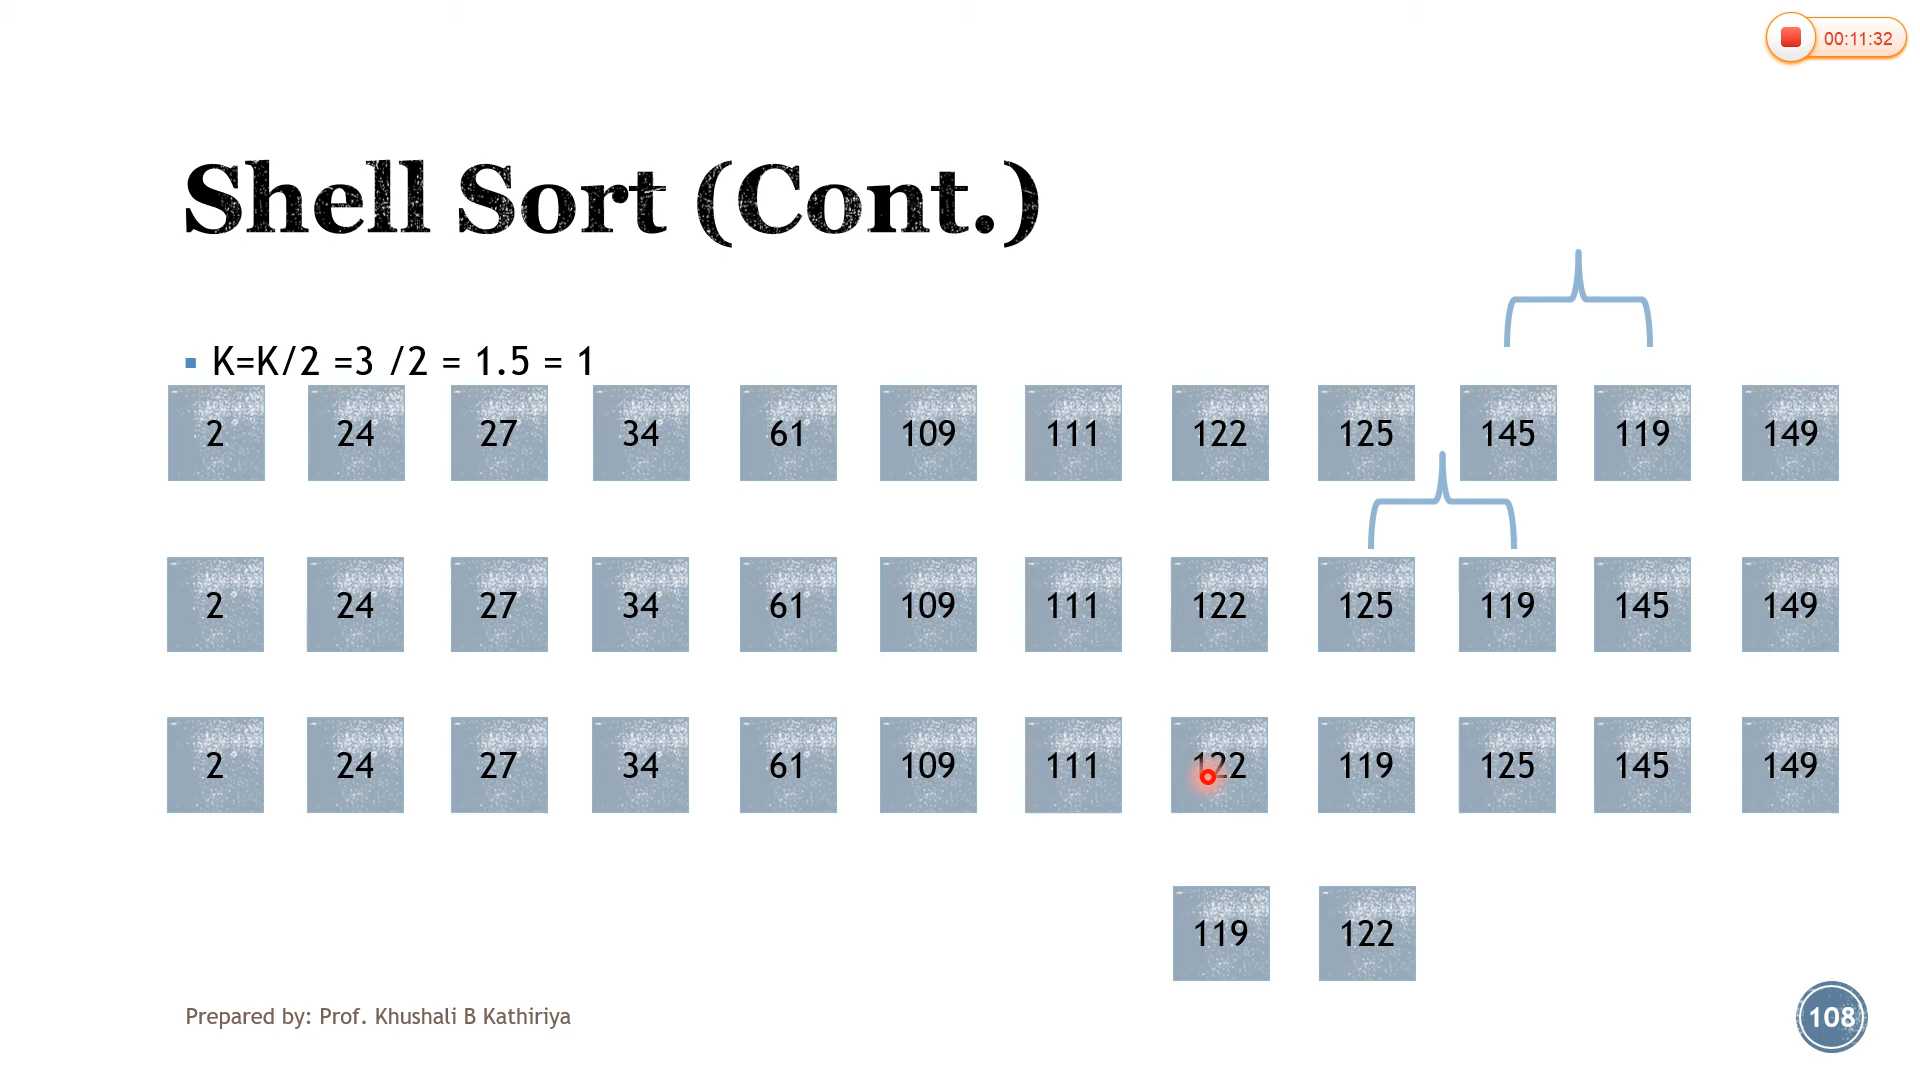 00:11:32
Shell Sort (Cont.)
▪ K=K/2 =3 /2 = 1.5 = 1
2 24 27 34 61 109 111 122 125 145 119 149
2 24 27 34 61 109 111 122 125 119 145 149
2 24 27 34 61 109 111 122 119 125 145 149
119 122
Prepared by: Prof. Khushali B Kathiriya
108